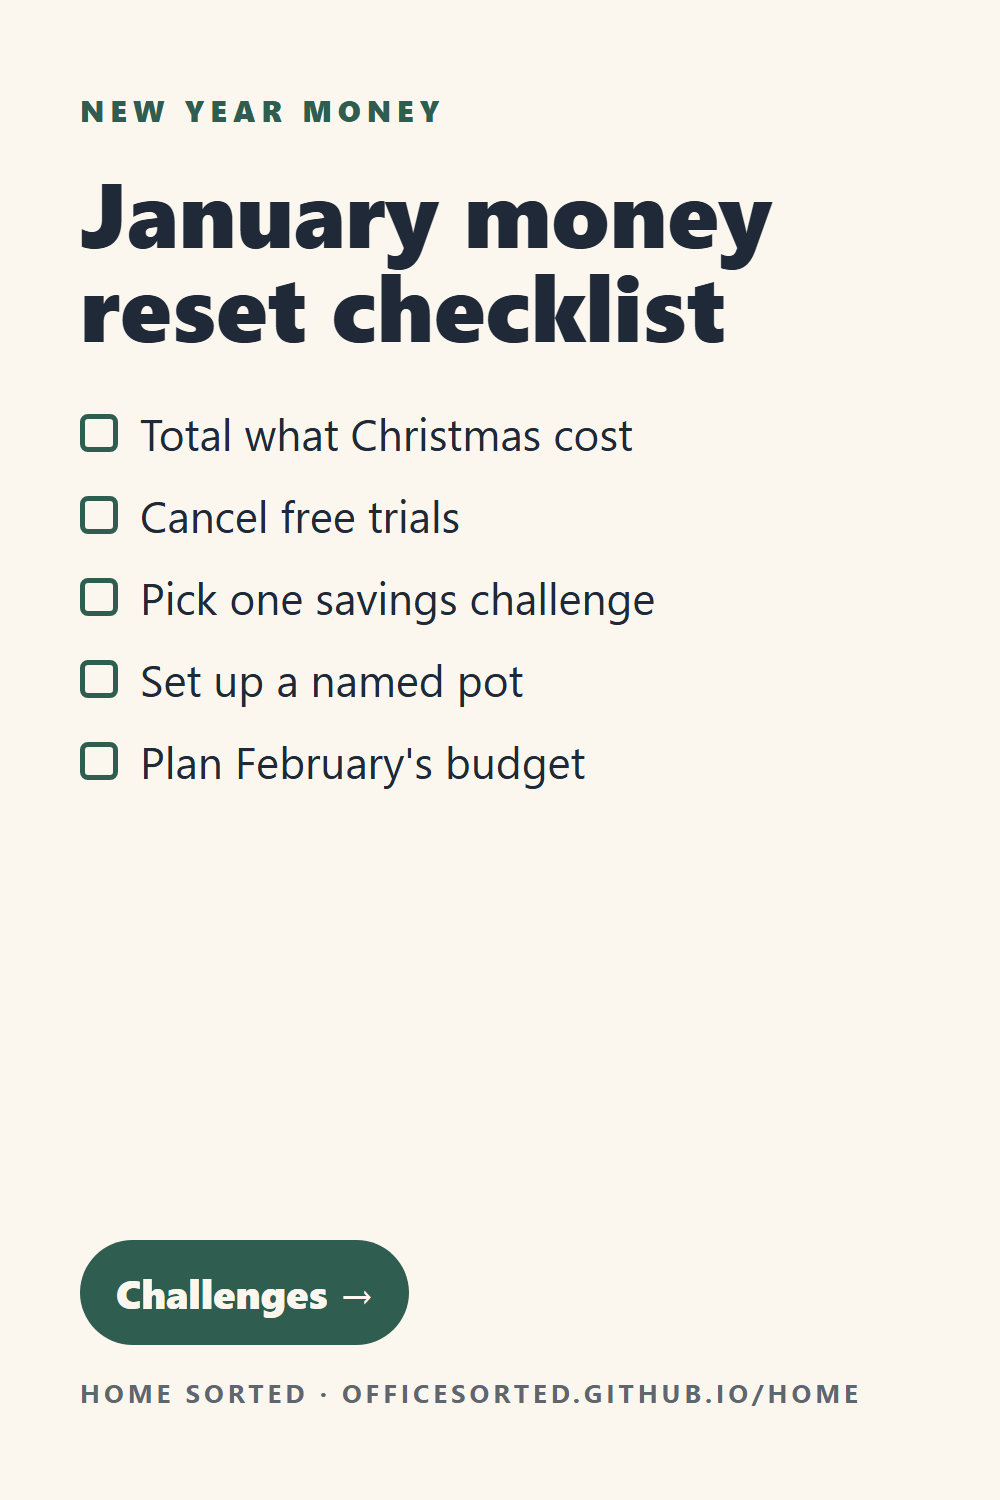 NEW YEAR MONEY
January money
reset checklist
Total what Christmas cost
Cancel free trials
Pick one savings challenge
Set up a named pot
Plan February's budget
Challenges →
HOME SORTED · OFFICESORTED.GITHUB.IO/HOME